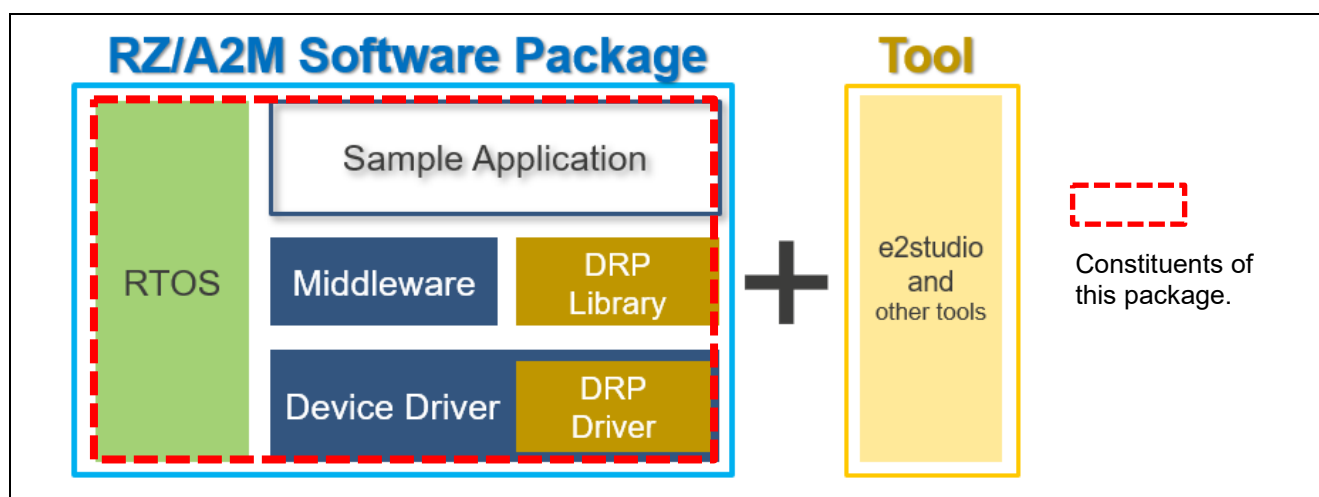 RZ/A2M Software Package
Tool
RTOS
Sample Application
Middleware
DRP
Library
Device Driver
DRP
Driver
+
e2studio
and
other tools
Constituents of
this package.